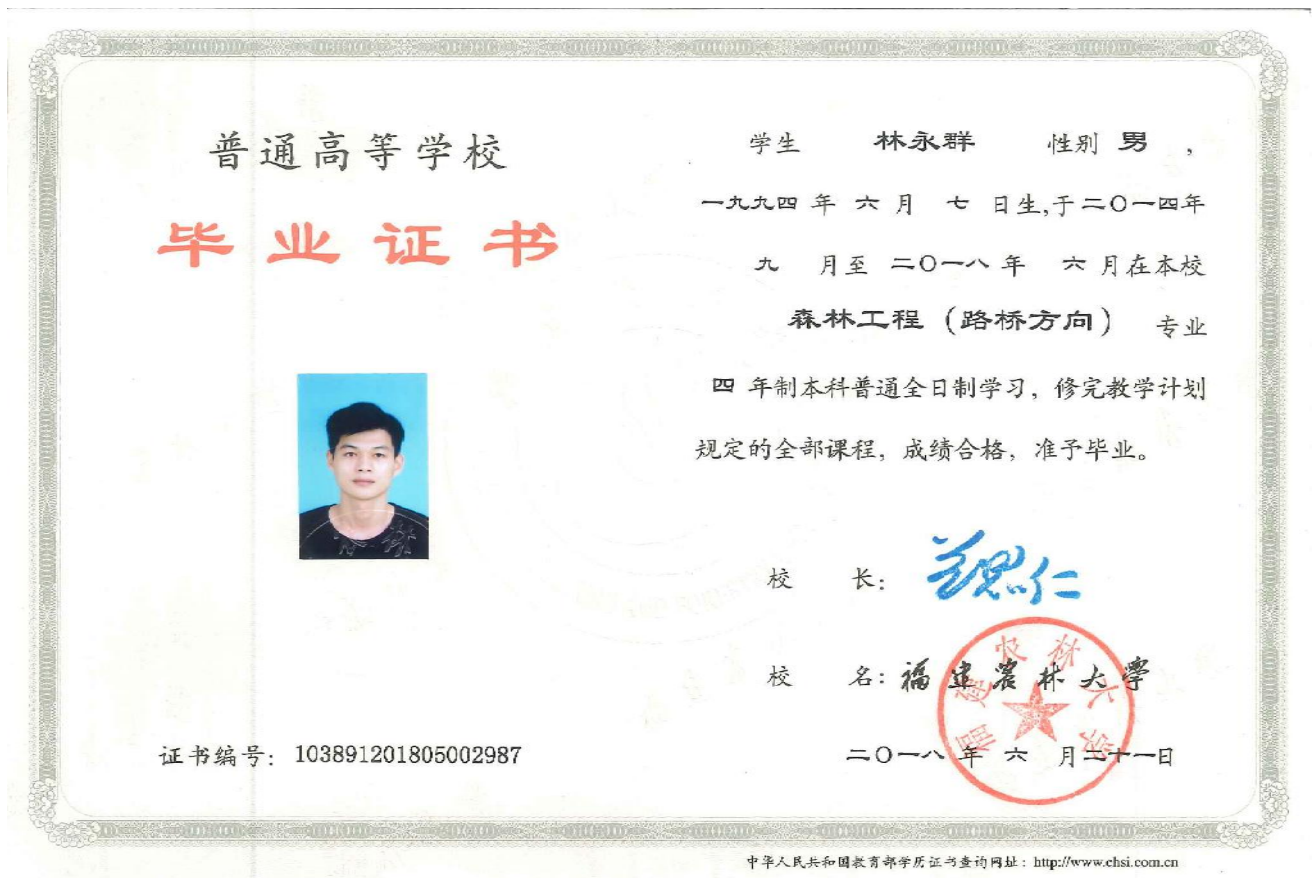 普通高等学校
毕业证书
证书编号：103891201805002987
学生 林永群 性别 男，
一九九四年 六月 七日生,于二〇一四年
九 月至 二〇一八年 六月在本校
森林工程（路桥方向） 专业
四 年制本科普通全日制学习，修完教学计划
规定的全部课程，成绩合格，准予毕业。
校 长：
校 名：福建農林大學
福建农林大学
二〇一八年 六 月二十一日
中华人民共和国教育部学历证书查询网址：http://www.chsi.com.cn